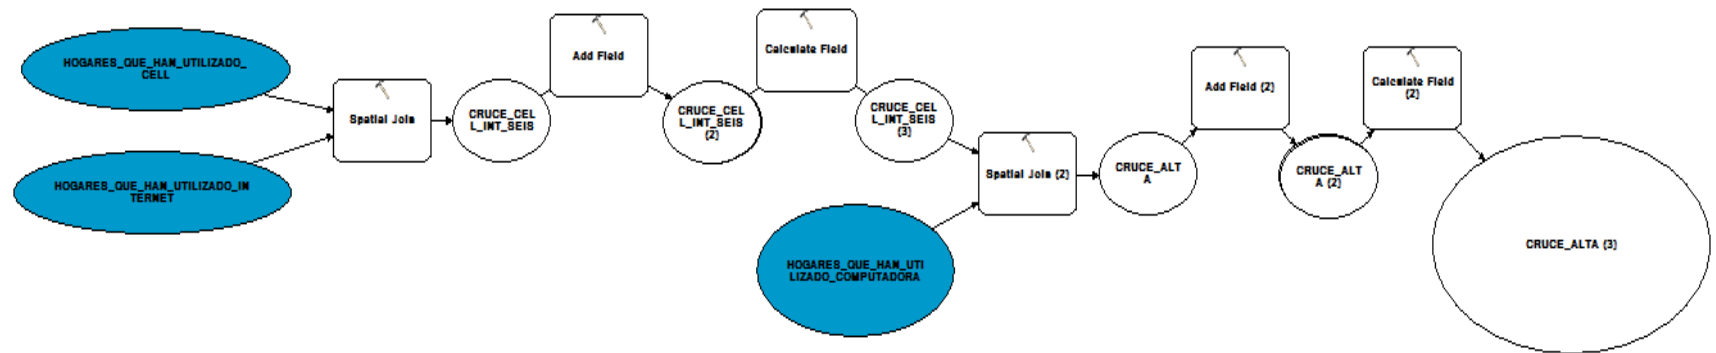 HOGARES_QUE_HAN_UTILIZADO_
CELL
HOGARES_QUE_HAN_UTILIZADO_IN
TERNET
Spatial Join
CRUCE_CEL
L_INT_SEIS
Add Field
CRUCE_CEL
L_INT_SEIS
(2)
Calculate Field
CRUCE_CEL
L_INT_SEIS
(3)
HOGARES_QUE_HAN_UTI
LIZADO_COMPUTADORA
Spatial Join (2)
CRUCE_ALT
A
Add Field (2)
CRUCE_ALT
A (2)
Calculate Field
(2)
CRUCE_ALTA (3)